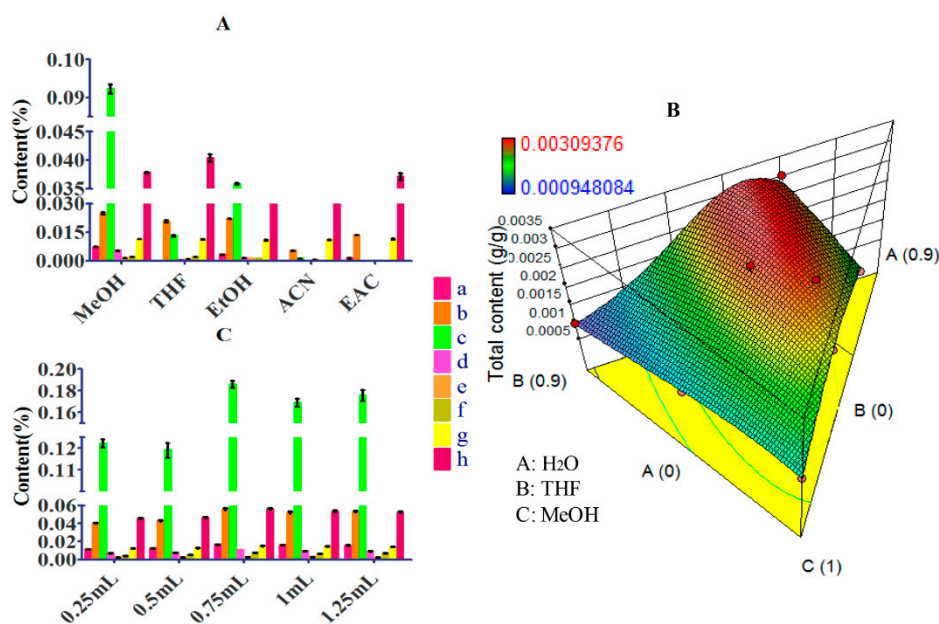 A
Content(%)
0.10
0.09
0.045
0.040
0.035
0.030
0.015
0.000
MeOH
THF
EtOH
ACN
EAC
C
Content(%)
0.20
0.18
0.16
0.12
0.11
0.06
0.04
0.02
0.00
0.25mL
0.5mL
0.75mL
1mL
1.25mL
a
b
c
d
e
f
g
h
B
0.00309376
0.000948084
Total content (g/g)
0.0035
0.003
0.0025
0.002
0.0015
0.001
0.0005
A (0.9)
B (0.9)
B (0)
A (0)
C (1)
A: H₂O
B: THF
C: MeOH